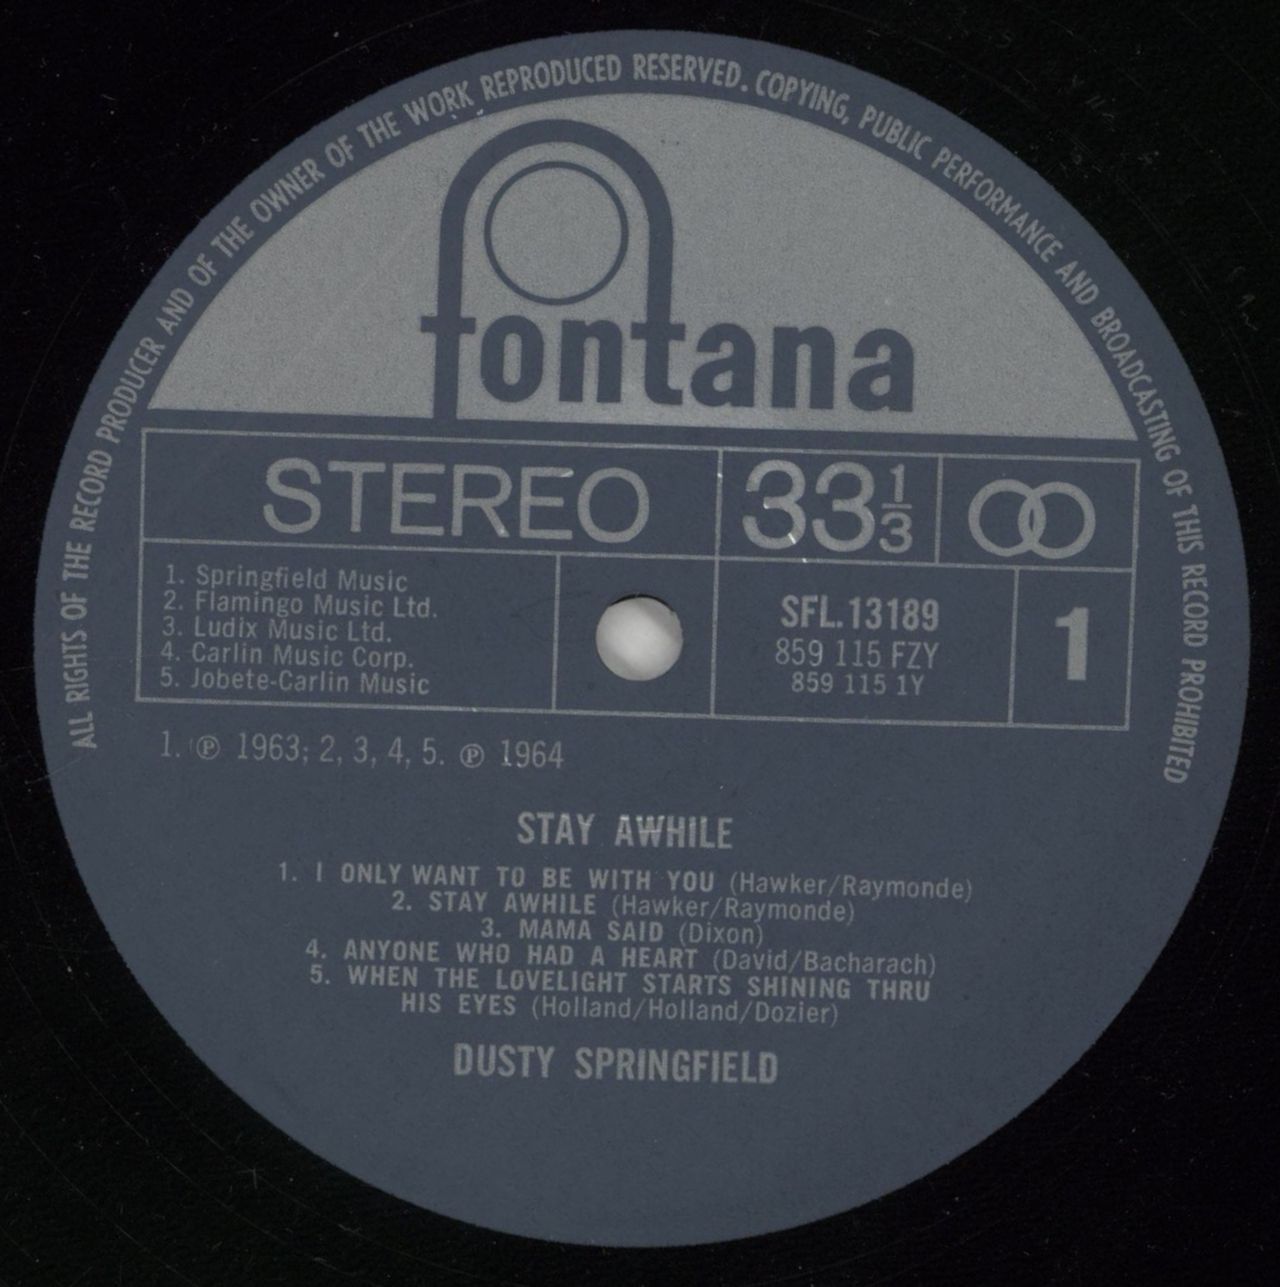 ALL RIGHTS OF THE RECORD PRODUCER AND OF THE OWNER OF THE WORK REPRODUCED RESERVED. COPYING, PUBLIC PERFORMANCE AND BROADCASTING OF THIS RECORD PROHIBITED
fontana
STEREO 33 1/3
1. Springfield Music
2. Flamingo Music Ltd.
3. Ludix Music Ltd.
4. Carlin Music Corp.
5. Jobete-Carlin Music
SFL.13189
859 115 FZY
859 115 1Y
1
1. ℗ 1963; 2, 3, 4, 5. ℗ 1964
STAY AWHILE
1. I ONLY WANT TO BE WITH YOU (Hawker/Raymonde)
2. STAY AWHILE (Hawker/Raymonde)
3. MAMA SAID (Dixon)
4. ANYONE WHO HAD A HEART (David/Bacharach)
5. WHEN THE LOVELIGHT STARTS SHINING THRU
HIS EYES (Holland/Holland/Dozier)
DUSTY SPRINGFIELD